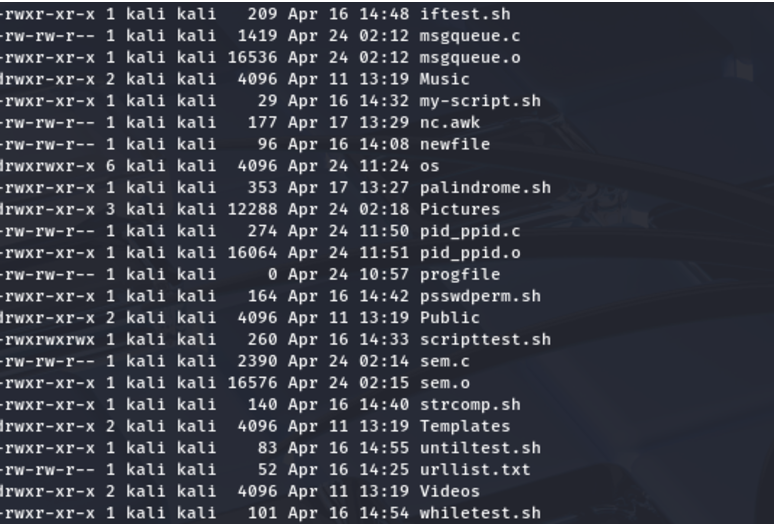 -rwxr-xr-x 1 kali kali   209 Apr 16 14:48 iftest.sh
-rw-rw-r-- 1 kali kali  1419 Apr 24 02:12 msgqueue.c
-rwxrwxr-x 1 kali kali 16536 Apr 24 02:12 msgqueue.o
drwxr-xr-x 2 kali kali  4096 Apr 11 13:19 Music
-rwxr-xr-x 1 kali kali    29 Apr 16 14:32 my-script.sh
-rw-rw-r-- 1 kali kali   177 Apr 17 13:29 nc.awk
-rw-rw-r-- 1 kali kali    96 Apr 16 14:08 newfile
drwxrwxr-x 6 kali kali  4096 Apr 24 11:24 os
-rwxr-xr-x 1 kali kali   353 Apr 17 13:27 palindrome.sh
drwxr-xr-x 3 kali kali 12288 Apr 24 02:18 Pictures
-rw-rw-r-- 1 kali kali   274 Apr 24 11:50 pid_ppid.c
-rwxrwxr-x 1 kali kali 16064 Apr 24 11:51 pid_ppid.o
-rw-rw-r-- 1 kali kali     0 Apr 24 10:57 progfile
-rwxr-xr-x 1 kali kali   164 Apr 16 14:42 psswdperm.sh
drwxr-xr-x 2 kali kali  4096 Apr 11 13:19 Public
-rwxrwxrwx 1 kali kali   260 Apr 16 14:33 scripttest.sh
-rw-rw-r-- 1 kali kali  2390 Apr 24 02:14 sem.c
-rwxrwxr-x 1 kali kali 16576 Apr 24 02:15 sem.o
-rwxr-xr-x 1 kali kali   140 Apr 16 14:40 strcomp.sh
drwxr-xr-x 2 kali kali  4096 Apr 11 13:19 Templates
-rwxr-xr-x 1 kali kali    83 Apr 16 14:55 untiltest.sh
-rw-rw-r-- 1 kali kali    52 Apr 16 14:25 urllist.txt
drwxr-xr-x 2 kali kali  4096 Apr 11 13:19 Videos
-rwxr-xr-x 1 kali kali   101 Apr 16 14:54 whiletest.sh